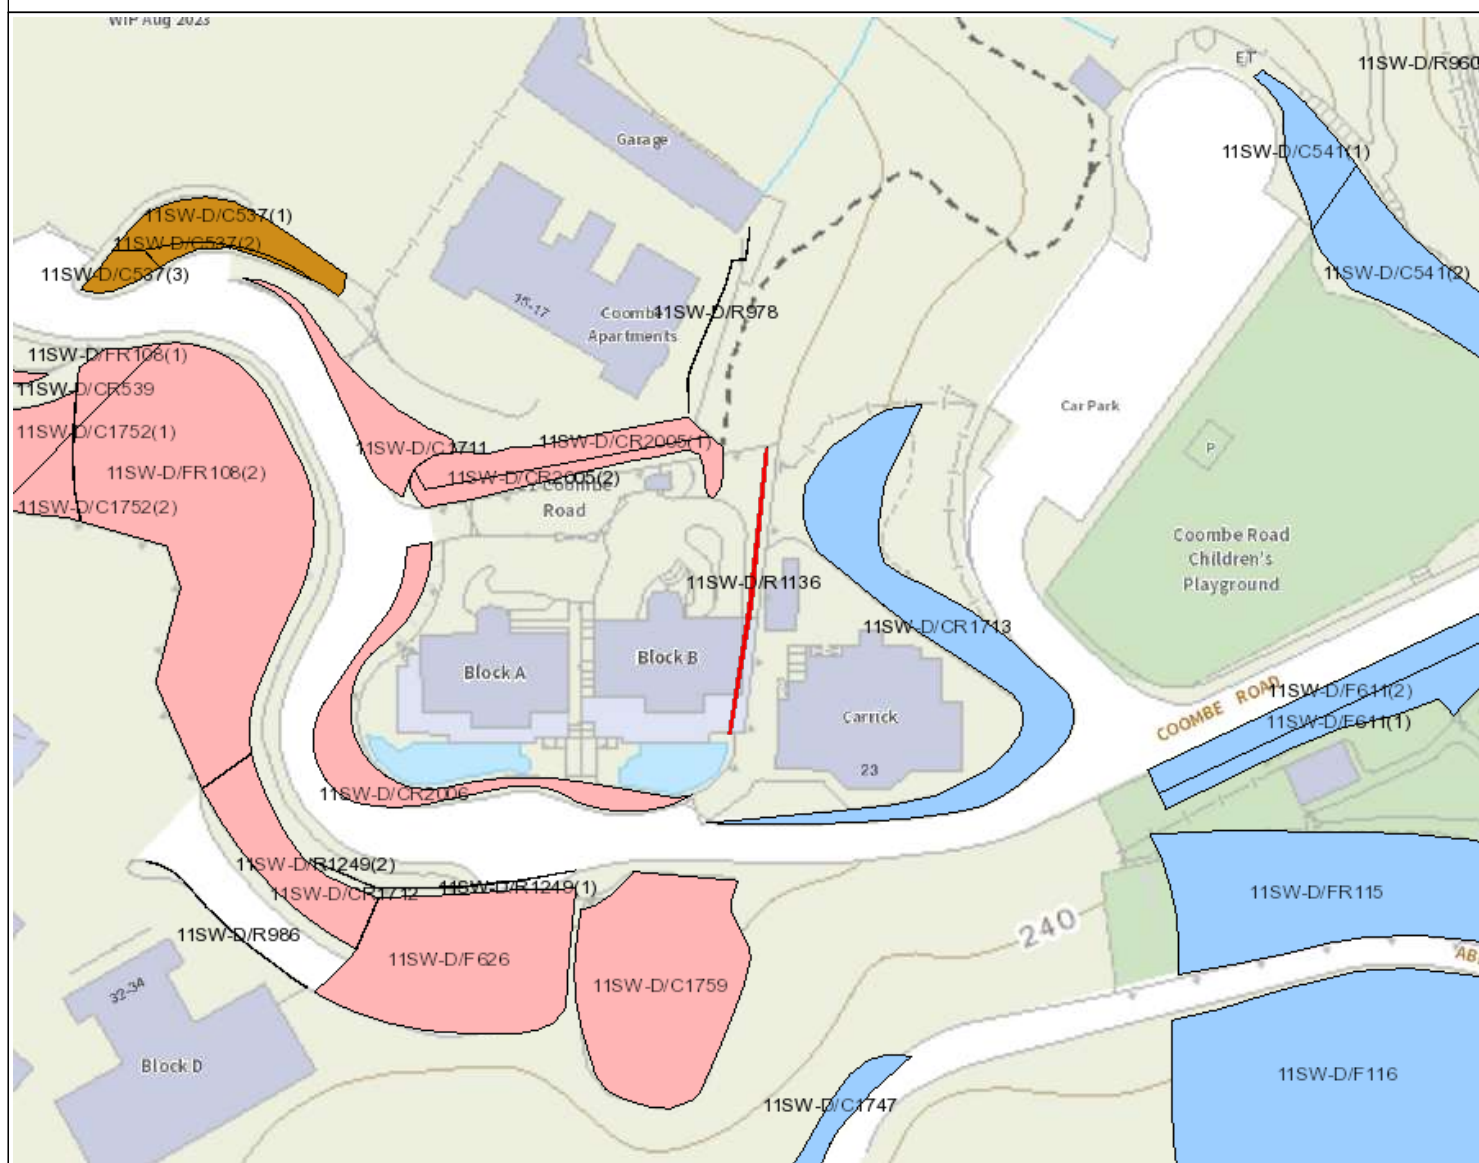 WIP Aug 2023
ET
11SW-D/R960
Garage
11SW-D/C541(1)
11SW-D/C537(1)
11SW-D/C537(2)
11SW-D/C537(3)
11SW-D/C541(2)
15-17
Coombe
Apartments
11SW-D/R978
11SW-D/FR108(1)
11SW-D/CR539
Car Park
11SW-D/C1752(1)
11SW-D/C1711
11SW-D/CR2005(1)
P
11SW-D/FR108(2)
11SW-D/CR2005(2)
Coombe
Road
11SW-D/C1752(2)
Coombe Road
Children's
Playground
11SW-D/R1136
11SW-D/CR1713
Block A
Block B
Carrick
23
COOMBE ROAD
11SW-D/F611(2)
11SW-D/F611(1)
11SW-D/CR2006
11SW-D/R1249(2)
11SW-D/CR1712
11SW-D/R1249(1)
11SW-D/FR115
240
11SW-D/R986
11SW-D/F626
11SW-D/C1759
32-34
Block D
11SW-D/F116
11SW-D/C1747